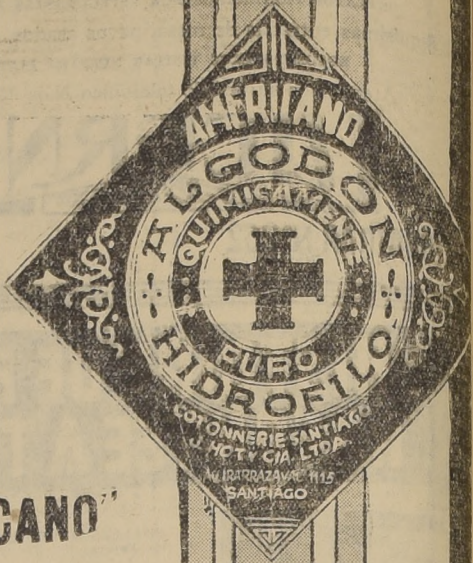 AMERICANO
ALGODON
QUIMICAMENTE
PURO
HIDROFILO
COTONNERIE SANTIAGO
J. HOT Y CIA. LTDA.
AV. IRARRAZAVAL 1115
SANTIAGO
CANO"